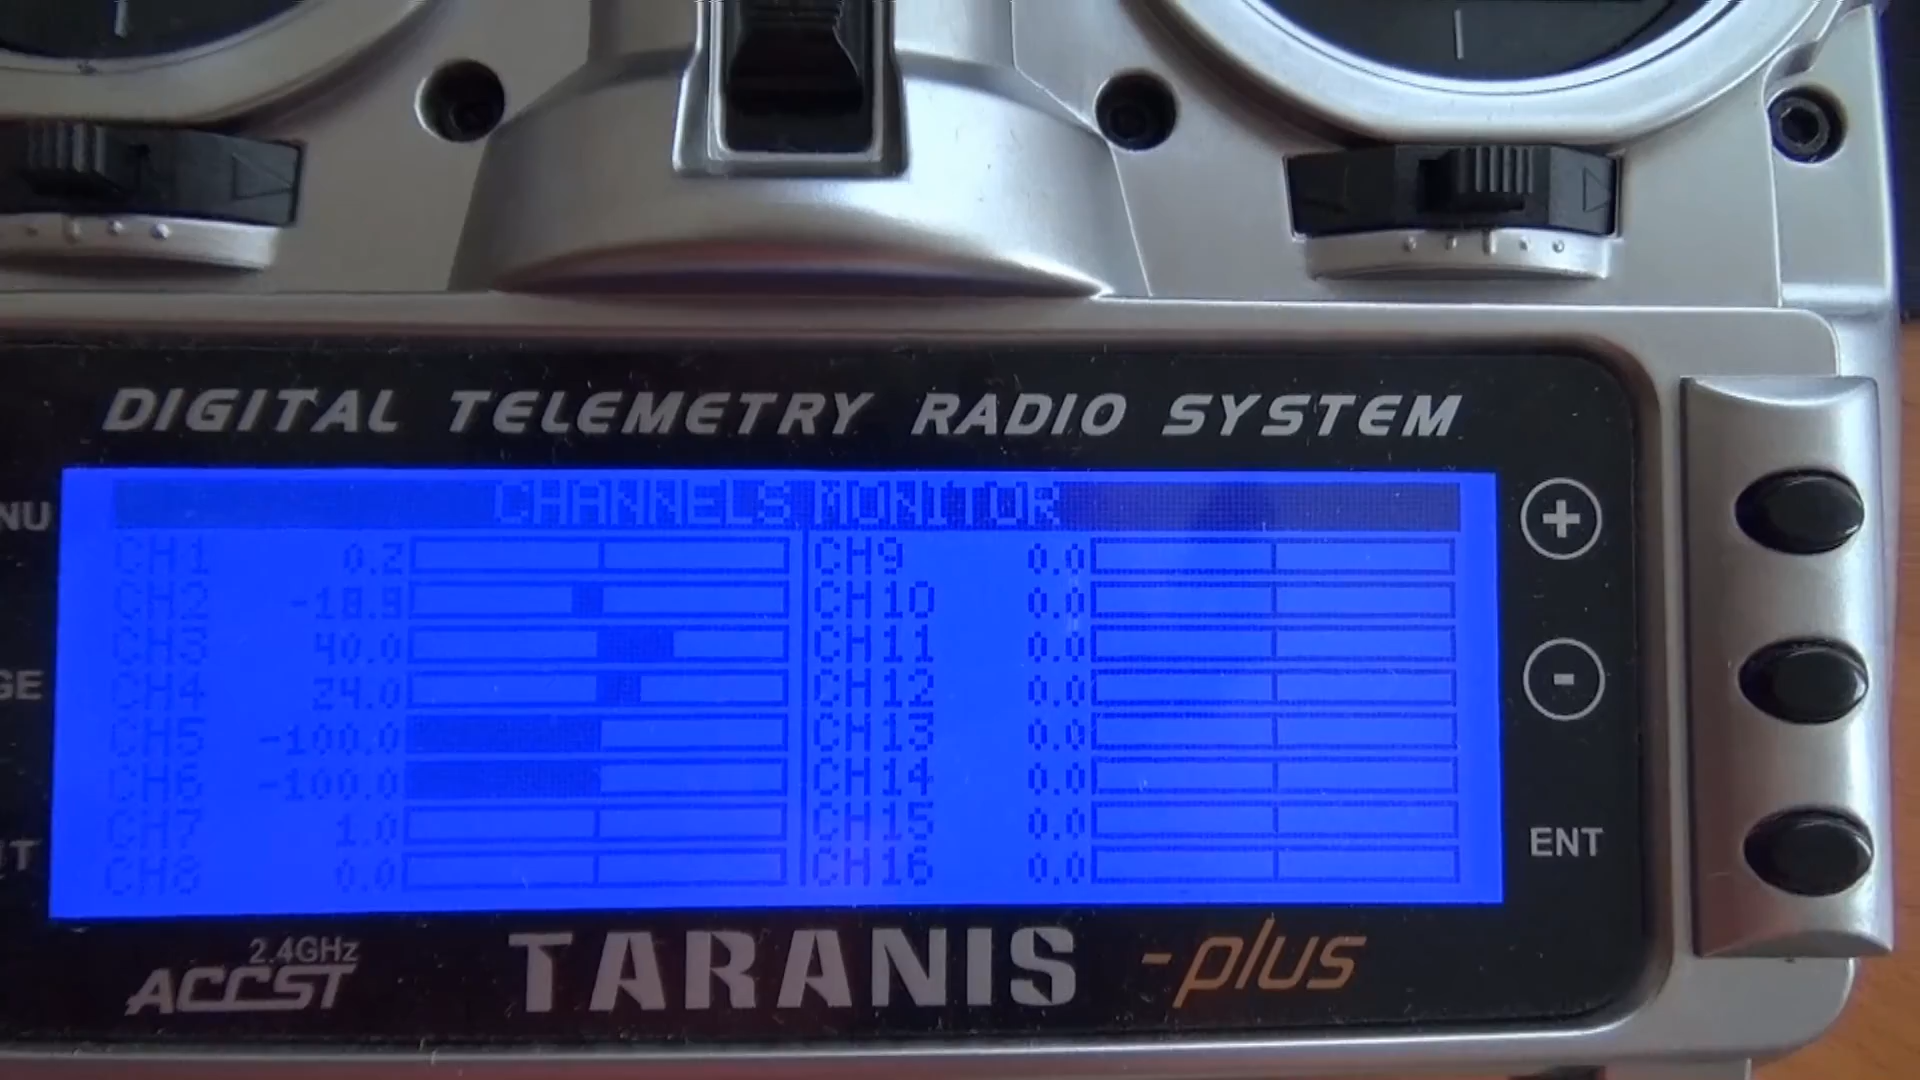 DIGITAL TELEMETRY RADIO SYSTEM
CHANNELS MONITOR
CH1 0.2
CH2 -18.9
CH3 40.0
CH4 24.0
CH5 -100.0
CH6 -100.0
CH7 1.0
CH8 0.0
CH9 0.0
CH10 0.0
CH11 0.0
CH12 0.0
CH13 0.0
CH14 0.0
CH15 0.0
CH16 0.0
NU
GE
IT
+
-
ENT
2.4GHz
ACCST
TARANIS -plus